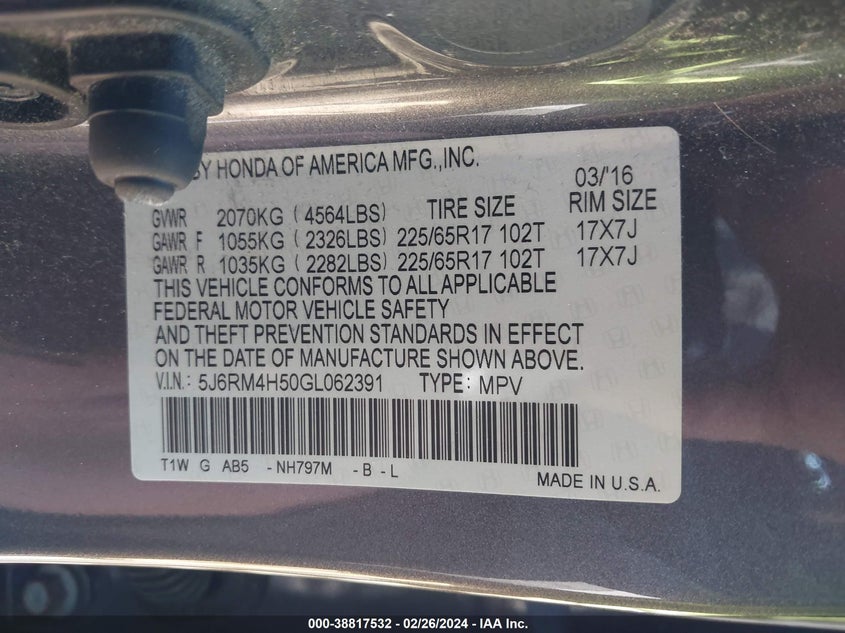 BY HONDA OF AMERICA MFG.,INC.
03/'16
GVWR 2070KG (4564LBS) TIRE SIZE RIM SIZE
GAWR F 1055KG (2326LBS) 225/65R17 102T 17X7J
GAWR R 1035KG (2282LBS) 225/65R17 102T 17X7J
THIS VEHICLE CONFORMS TO ALL APPLICABLE
FEDERAL MOTOR VEHICLE SAFETY
AND THEFT PREVENTION STANDARDS IN EFFECT
ON THE DATE OF MANUFACTURE SHOWN ABOVE.
V.I.N.: 5J6RM4H50GL062391 TYPE: MPV
T1W G AB5 - NH797M - B - L
MADE IN U.S.A.
000-38817532 - 02/26/2024 - IAA Inc.